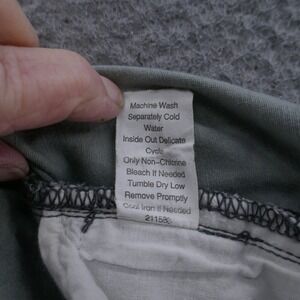 Machine Wash
Separately Cold
Water
Inside Out Delicate
Cycle
Only Non-Chlorine
Bleach If Needed
Tumble Dry Low
Remove Promptly
Cool Iron If Needed
21158